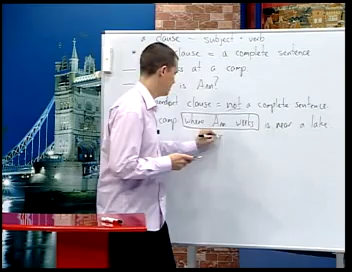 a clause - subject + verb
* clause = a complete sentence
s at a camp.
is Ann?
clause = not a complete sentence.
camp where Ann works is near a lake.